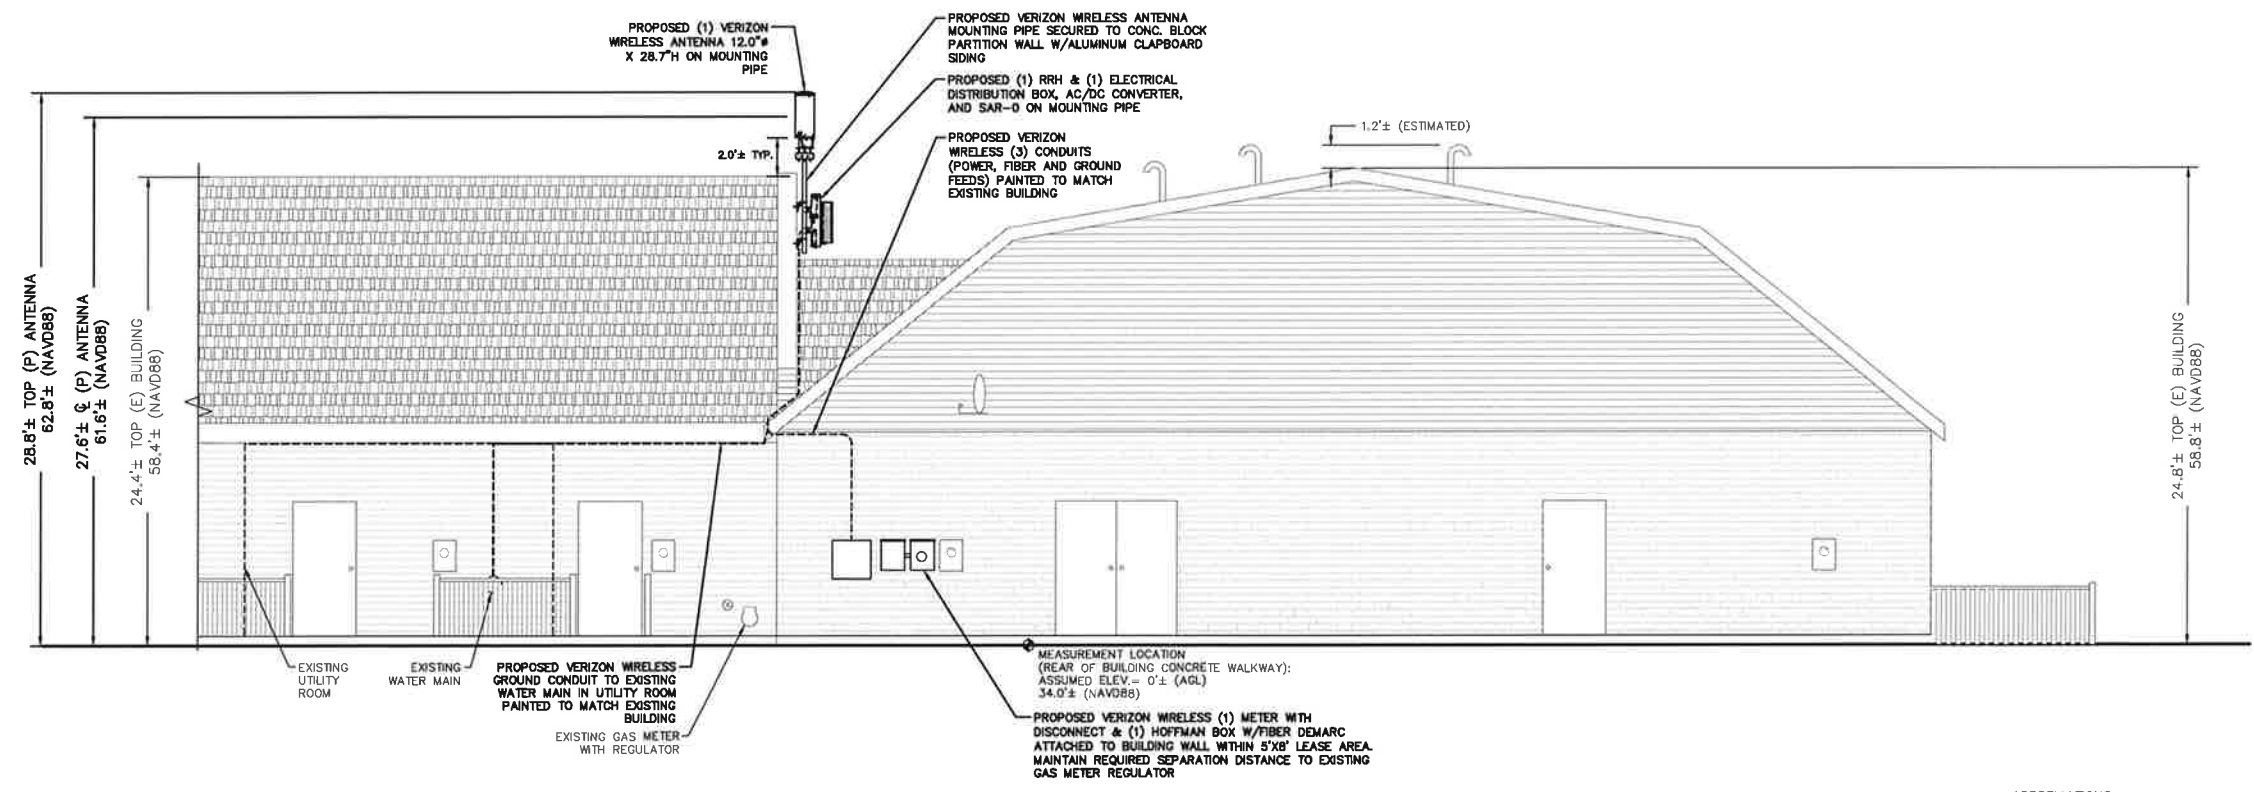 PROPOSED (1) VERIZON
WIRELESS ANTENNA 12.0"ø
X 28.7"H ON MOUNTING
PIPE
PROPOSED VERIZON WIRELESS ANTENNA
MOUNTING PIPE SECURED TO CONC. BLOCK
PARTITION WALL W/ALUMINUM CLAPBOARD
SIDING
PROPOSED (1) RRH & (1) ELECTRICAL
DISTRIBUTION BOX, AC/DC CONVERTER,
AND SAR-O ON MOUNTING PIPE
PROPOSED VERIZON
WIRELESS (3) CONDUITS
(POWER, FIBER AND GROUND
FEEDS) PAINTED TO MATCH
EXISTING BUILDING
1.2'± (ESTIMATED)
2.0'± TYP.
28.8'± TOP (P) ANTENNA
62.8'± (NAVD88)
27.6'± ℄ (P) ANTENNA
61.6'± (NAVD88)
24.4'± TOP (E) BUILDING
58.4'± (NAVD88)
24.8'± TOP (E) BUILDING
58.8'± (NAVD88)
EXISTING
UTILITY
ROOM
EXISTING
WATER MAIN
PROPOSED VERIZON WIRELESS
GROUND CONDUIT TO EXISTING
WATER MAIN IN UTILITY ROOM
PAINTED TO MATCH EXISTING
BUILDING
EXISTING GAS METER
WITH REGULATOR
MEASUREMENT LOCATION
(REAR OF BUILDING CONCRETE WALKWAY):
ASSUMED ELEV.= 0'± (AGL)
34.0'± (NAVD88)
PROPOSED VERIZON WIRELESS (1) METER WITH
DISCONNECT & (1) HOFFMAN BOX W/FIBER DEMARC
ATTACHED TO BUILDING WALL WITHIN 5'X8' LEASE AREA.
MAINTAIN REQUIRED SEPARATION DISTANCE TO EXISTING
GAS METER REGULATOR